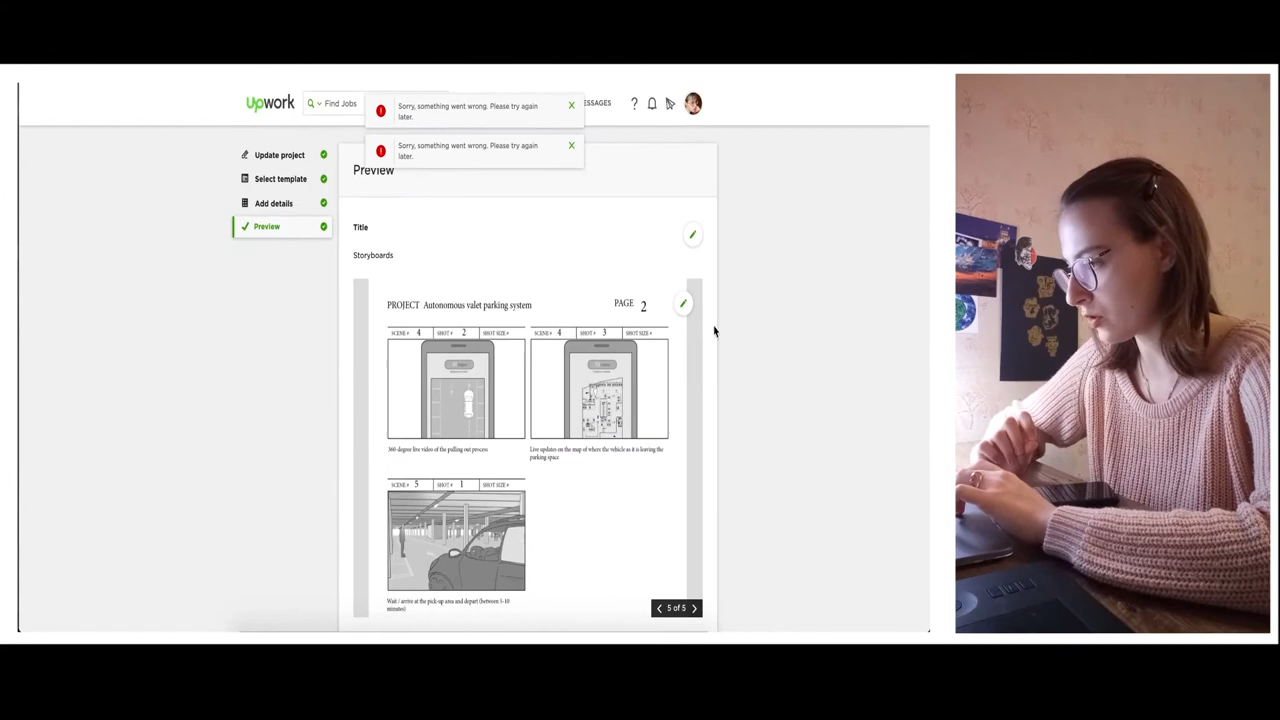 upwork
Find Jobs
ESSAGES
?
Sorry, something went wrong. Please try again
later.
Sorry, something went wrong. Please try again
later.
Update project
Select template
Add details
Preview
Preview
Title
Storyboards
PROJECT Autonomous valet parking system
PAGE 2
SCENE # 4 SHOT # 2 SHOT SIZE #
SCENE # 4 SHOT # 3 SHOT SIZE #
360-degree live video of the pulling out process
Live updates on the map of where the vehicle as it is leaving the
parking space
SCENE # 5 SHOT # 1 SHOT SIZE #
Wait / arrive at the pick-up area and depart (between 5-10
minutes)
5 of 5